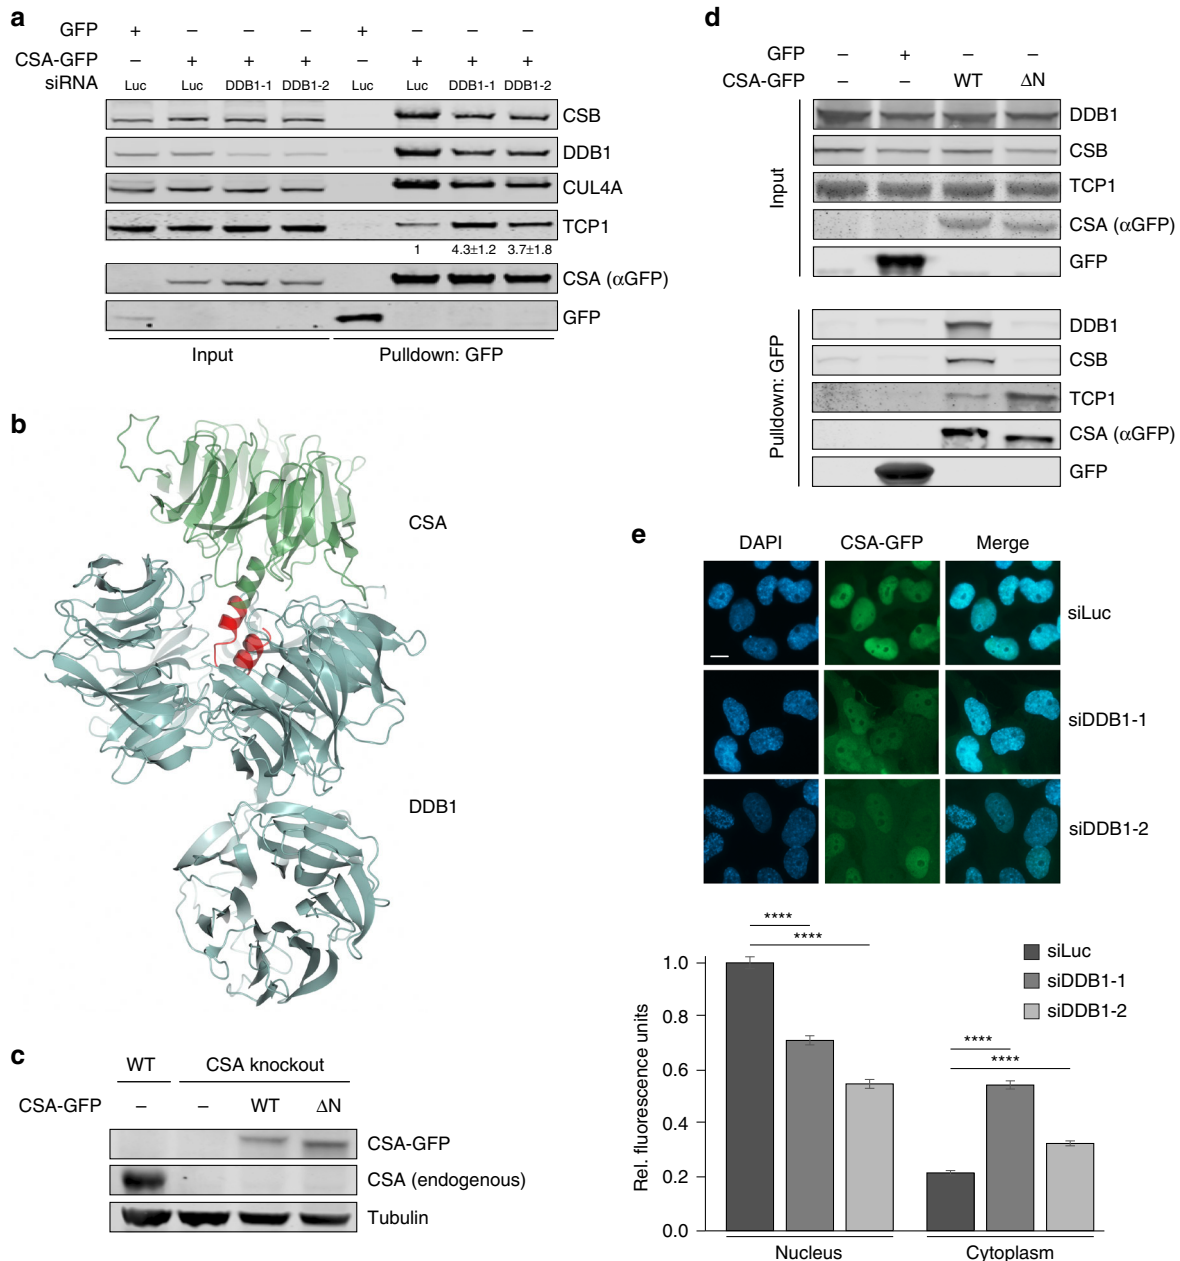 a
GFP + – – – + – – –
CSA-GFP – + + + – + + +
siRNA Luc Luc DDB1-1 DDB1-2 Luc Luc DDB1-1 DDB1-2
CSB
DDB1
CUL4A
TCP1
1 4.3±1.2 3.7±1.8
CSA (αGFP)
GFP
Input Pulldown: GFP
b
CSA
DDB1
c
WT CSA knockout
CSA-GFP – – WT ΔN
CSA-GFP
CSA (endogenous)
Tubulin
d
GFP – + – –
CSA-GFP – – WT ΔN
Input
DDB1
CSB
TCP1
CSA (αGFP)
GFP
Pulldown: GFP
DDB1
CSB
TCP1
CSA (αGFP)
GFP
e
DAPI CSA-GFP Merge
siLuc
siDDB1-1
siDDB1-2
**** 
****
****
****
siLuc
siDDB1-1
siDDB1-2
Rel. fluorescence units
1.0
0.8
0.6
0.4
0.2
0.0
Nucleus Cytoplasm